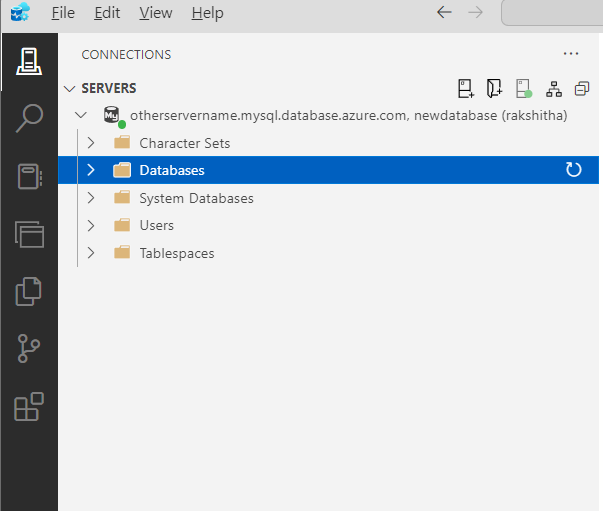 File Edit View Help
CONNECTIONS
SERVERS
My otherservername.mysql.database.azure.com, newdatabase (rakshitha)
Character Sets
Databases
System Databases
Users
Tablespaces